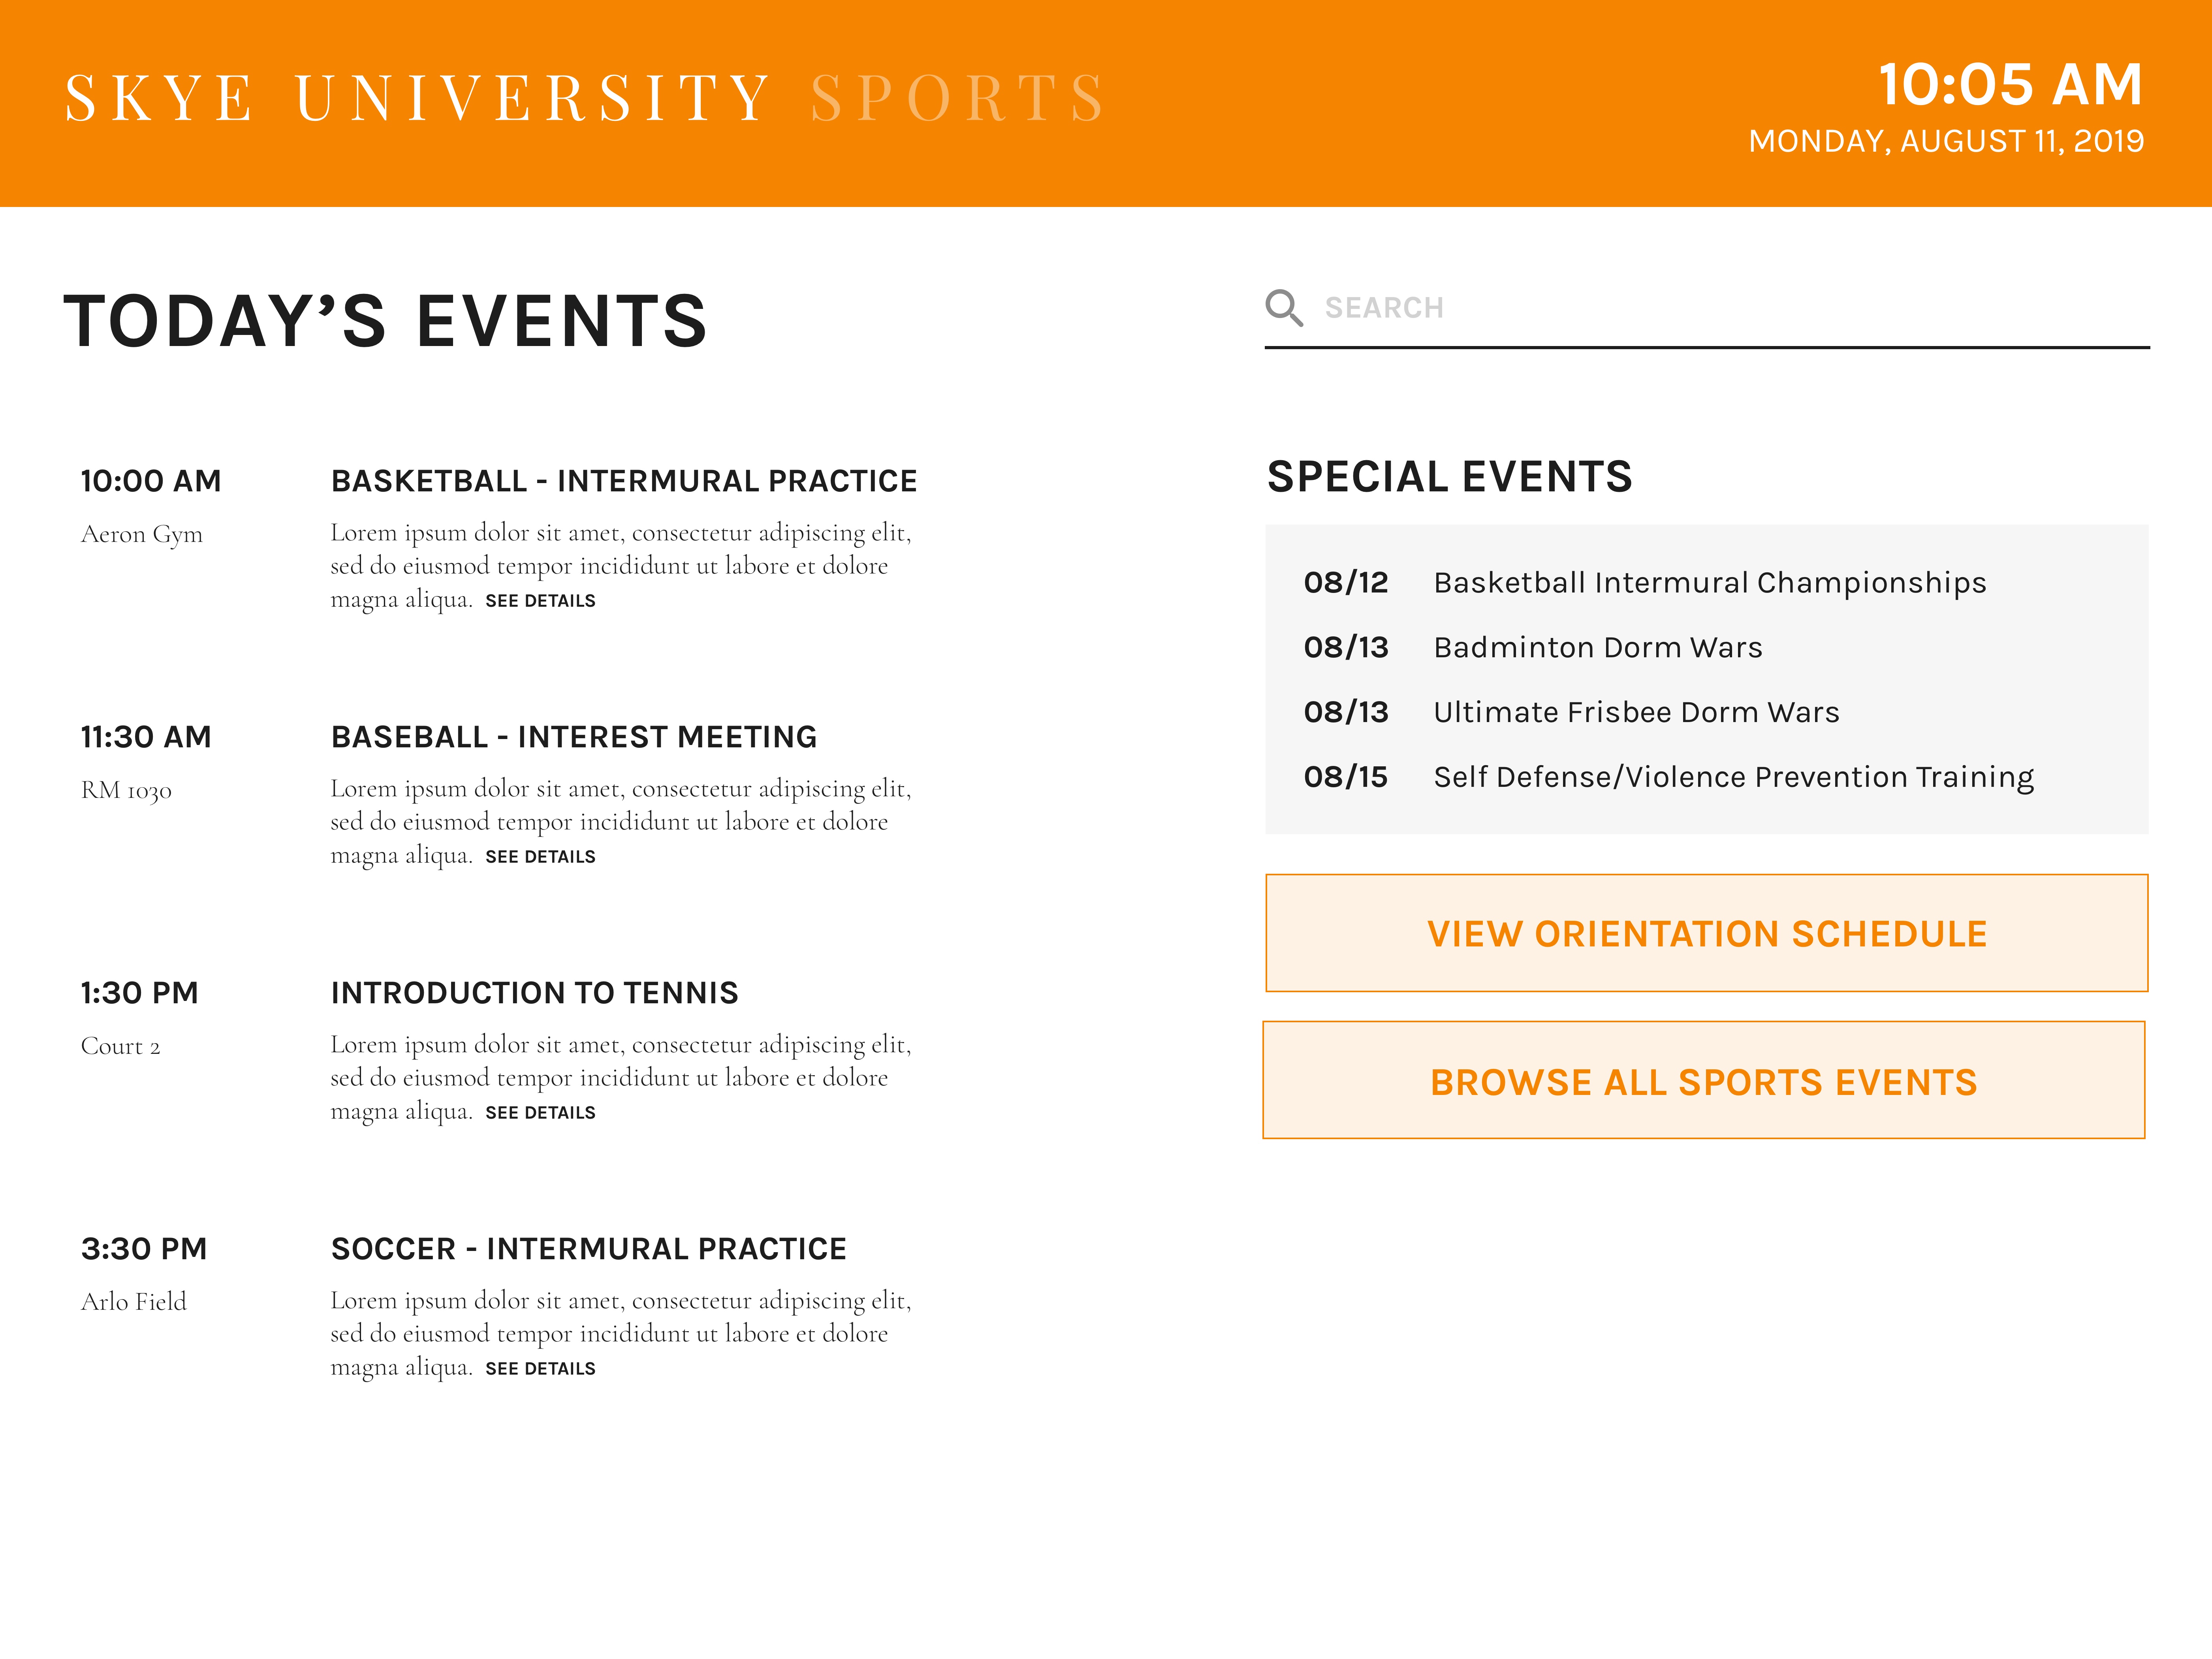 SKYE UNIVERSITY SPORTS
10:05 AM
MONDAY, AUGUST 11, 2019
TODAY’S EVENTS
10:00 AM
Aeron Gym
BASKETBALL - INTERMURAL PRACTICE
Lorem ipsum dolor sit amet, consectetur adipiscing elit,
sed do eiusmod tempor incididunt ut labore et dolore
magna aliqua. SEE DETAILS
11:30 AM
RM 1030
BASEBALL - INTEREST MEETING
Lorem ipsum dolor sit amet, consectetur adipiscing elit,
sed do eiusmod tempor incididunt ut labore et dolore
magna aliqua. SEE DETAILS
1:30 PM
Court 2
INTRODUCTION TO TENNIS
Lorem ipsum dolor sit amet, consectetur adipiscing elit,
sed do eiusmod tempor incididunt ut labore et dolore
magna aliqua. SEE DETAILS
3:30 PM
Arlo Field
SOCCER - INTERMURAL PRACTICE
Lorem ipsum dolor sit amet, consectetur adipiscing elit,
sed do eiusmod tempor incididunt ut labore et dolore
magna aliqua. SEE DETAILS
SEARCH
SPECIAL EVENTS
08/12 Basketball Intermural Championships
08/13 Badminton Dorm Wars
08/13 Ultimate Frisbee Dorm Wars
08/15 Self Defense/Violence Prevention Training
VIEW ORIENTATION SCHEDULE
BROWSE ALL SPORTS EVENTS